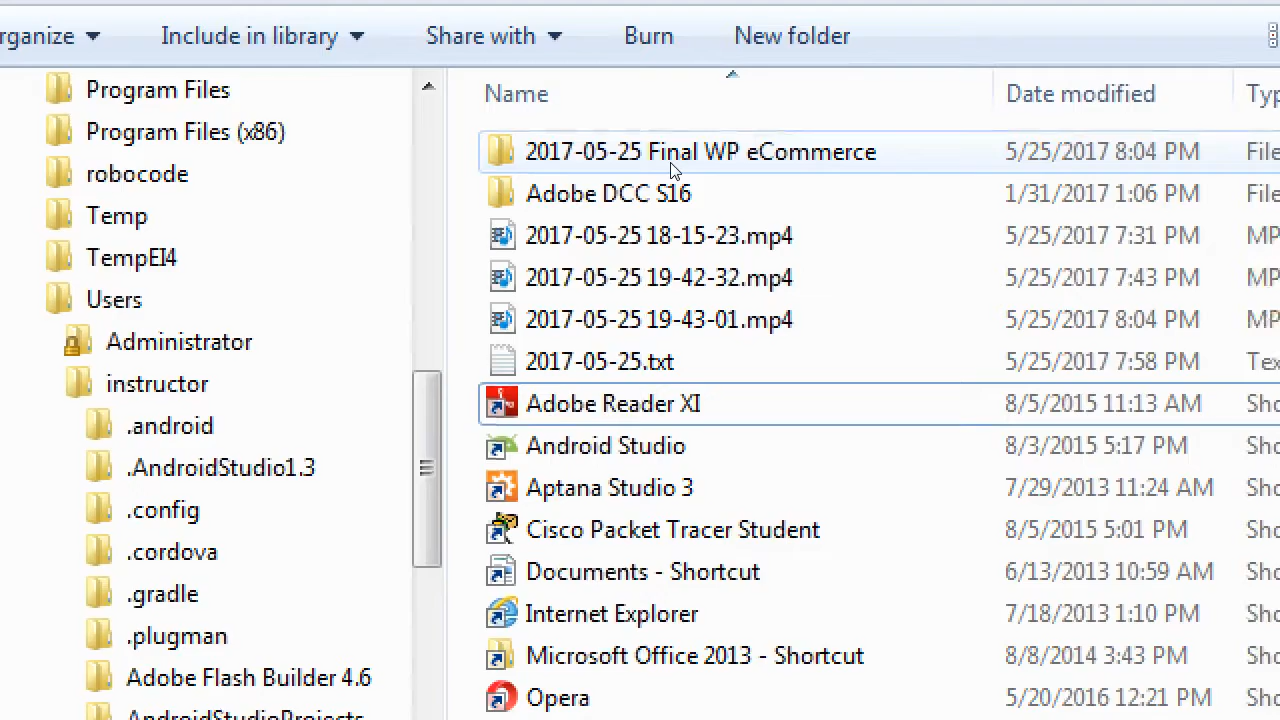 rganize Include in library Share with Burn New folder
Program Files
Program Files (x86)
robocode
Temp
TempEI4
Users
Administrator
instructor
.android
.AndroidStudio1.3
.config
.cordova
.gradle
.plugman
Adobe Flash Builder 4.6
AndroidStudioProjects
Name Date modified Typ
2017-05-25 Final WP eCommerce 5/25/2017 8:04 PM File
Adobe DCC S16 1/31/2017 1:06 PM File
2017-05-25 18-15-23.mp4 5/25/2017 7:31 PM MP
2017-05-25 19-42-32.mp4 5/25/2017 7:43 PM MP
2017-05-25 19-43-01.mp4 5/25/2017 8:04 PM MP
2017-05-25.txt 5/25/2017 7:58 PM Tex
Adobe Reader XI 8/5/2015 11:13 AM Sho
Android Studio 8/3/2015 5:17 PM Sho
Aptana Studio 3 7/29/2013 11:24 AM Sho
Cisco Packet Tracer Student 8/5/2015 5:01 PM Sho
Documents - Shortcut 6/13/2013 10:59 AM Sho
Internet Explorer 7/18/2013 1:10 PM Sho
Microsoft Office 2013 - Shortcut 8/8/2014 3:43 PM Sho
Opera 5/20/2016 12:21 PM Sho